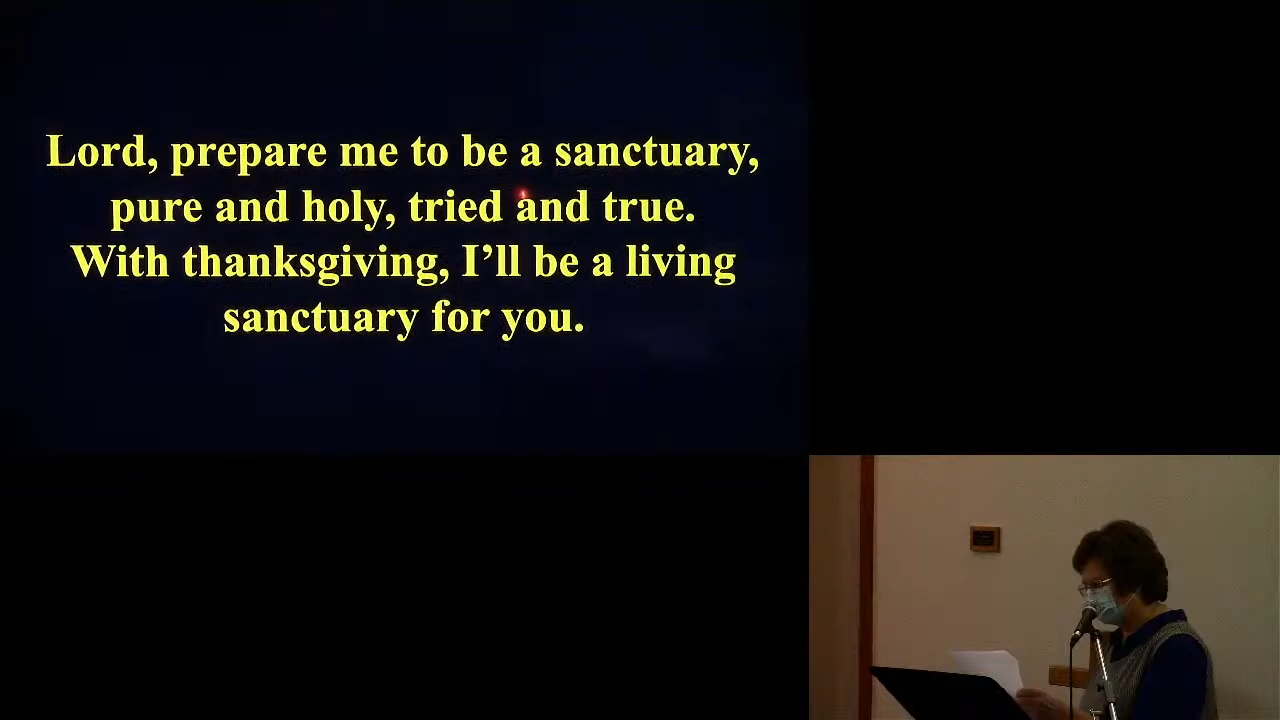 Lord, prepare me to be a sanctuary,
pure and holy, tried and true.
With thanksgiving, I’ll be a living
sanctuary for you.